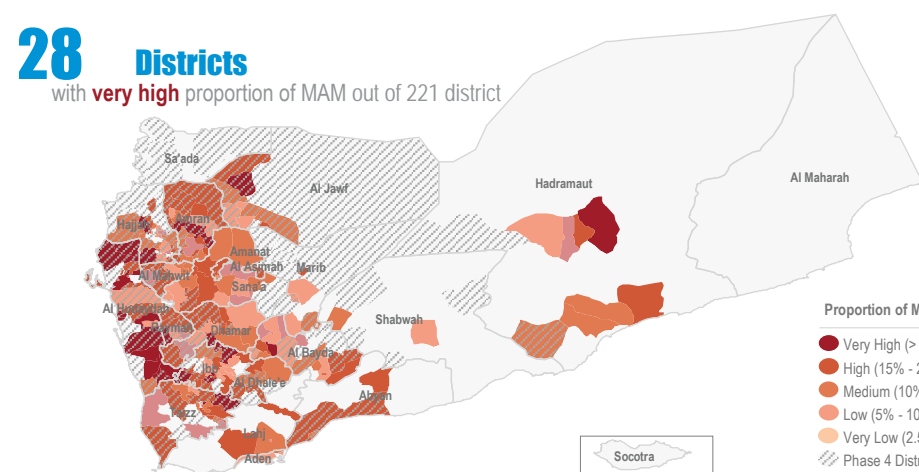 28 Districts
with very high proportion of MAM out of 221 district
Sa'ada
Al Jawf
Hadramaut
Al Maharah
Hajjah
Amran
Amanat
Al Asimah
Marib
Al Mahwit
Sana'a
Al Hudaydah
Raymah
Dhamar
Shabwah
Al Bayda
Ibb
Al Dhale'e
Abyan
Taizz
Lahj
Aden
Socotra
Proportion of M
Very High (>
High (15% - 2
Medium (10%
Low (5% - 10
Very Low (2.5
Phase 4 Distr